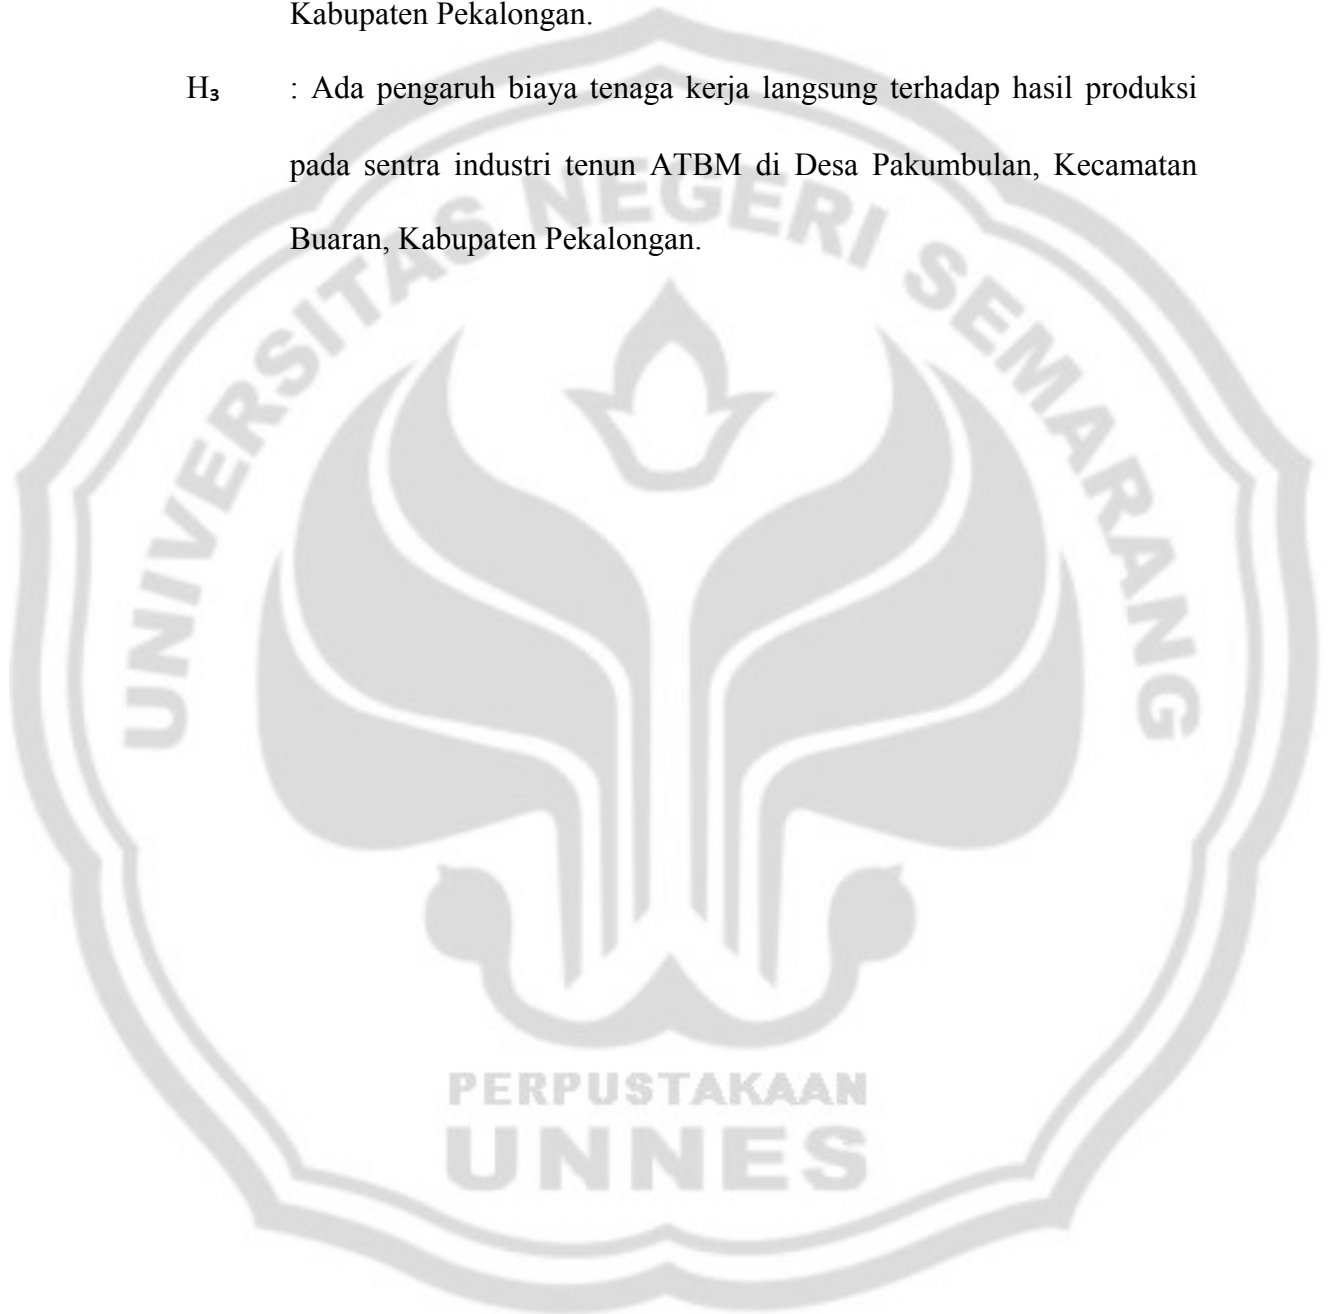 Kabupaten Pekalongan.
H₃ : Ada pengaruh biaya tenaga kerja langsung terhadap hasil produksi
pada sentra industri tenun ATBM di Desa Pakumbulan, Kecamatan
Buaran, Kabupaten Pekalongan.
UNIVERSITAS NEGERI SEMARANG
PERPUSTAKAAN
UNNES